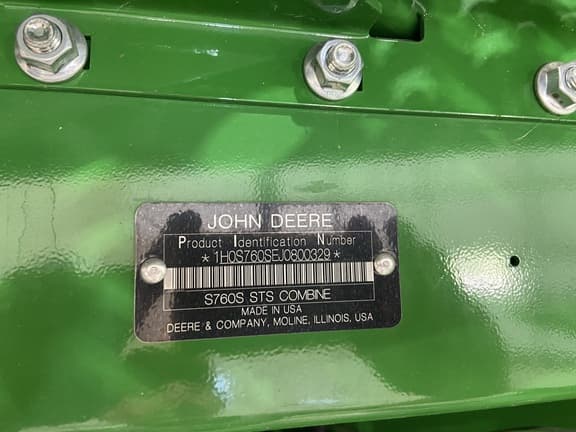 JOHN DEERE
Product Identification Number
*1H0S760SEJ0800329*
S760S STS COMBINE
MADE IN USA
DEERE & COMPANY, MOLINE, ILLINOIS, USA